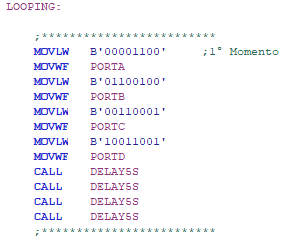 LOOPING:
;*************************
MOVLW B'00001100' ;1° Momento
MOVWF PORTA
MOVLW B'01100100'
MOVWF PORTB
MOVLW B'00110001'
MOVWF PORTC
MOVLW B'10011001'
MOVWF PORTD
CALL DELAY5S
CALL DELAY5S
CALL DELAY5S
CALL DELAY5S
;*************************